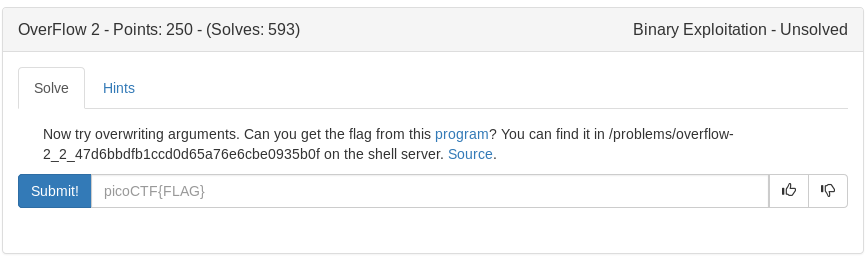 OverFlow 2 - Points: 250 - (Solves: 593)
Binary Exploitation - Unsolved
Solve
Hints
Now try overwriting arguments. Can you get the flag from this program? You can find it in /problems/overflow-
2_2_47d6bbdfb1ccd0d65a76e6cbe0935b0f on the shell server. Source.
Submit!
picoCTF{FLAG}